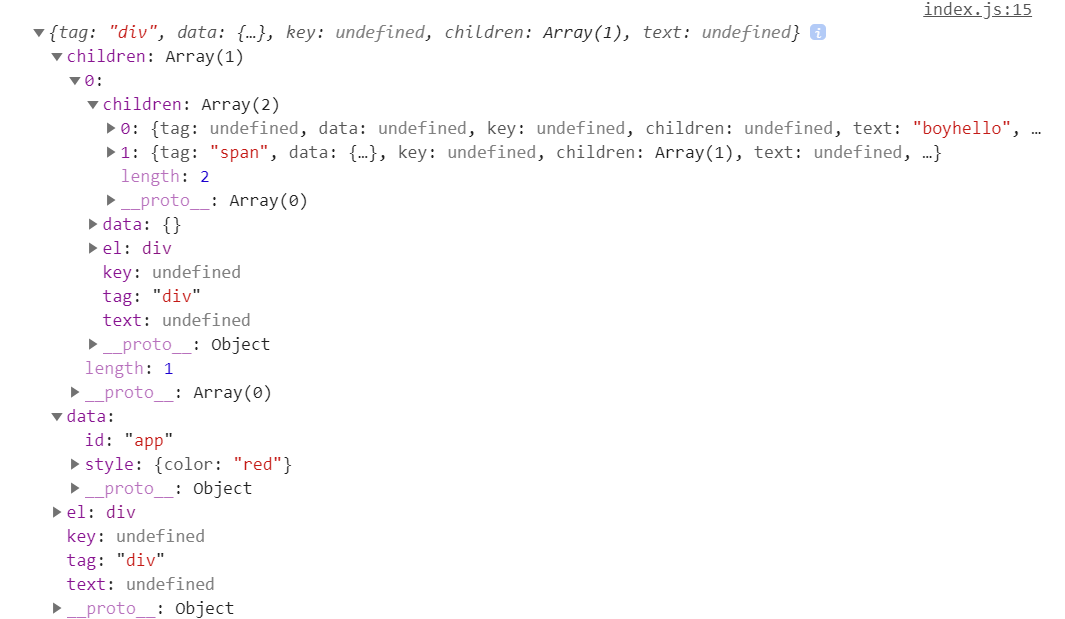 index.js:15
{tag: "div", data: {…}, key: undefined, children: Array(1), text: undefined} i
children: Array(1)
0:
children: Array(2)
0: {tag: undefined, data: undefined, key: undefined, children: undefined, text: "boyhello", …
1: {tag: "span", data: {…}, key: undefined, children: Array(1), text: undefined, …}
length: 2
__proto__: Array(0)
data: {}
el: div
key: undefined
tag: "div"
text: undefined
__proto__: Object
length: 1
__proto__: Array(0)
data:
id: "app"
style: {color: "red"}
__proto__: Object
el: div
key: undefined
tag: "div"
text: undefined
__proto__: Object